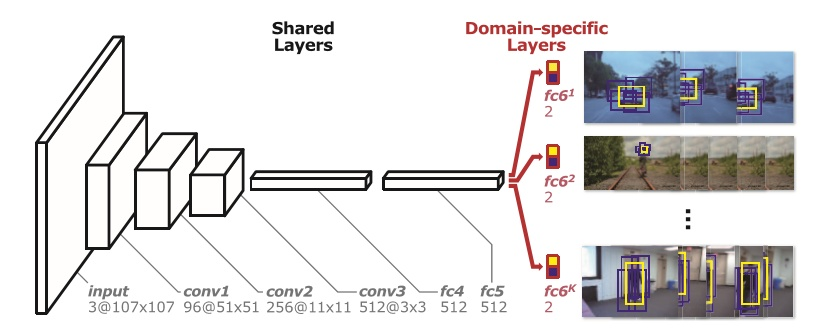 Shared
Layers
Domain-specific
Layers
fc6¹
2
fc6²
2
fc6ᴷ
2
input
3@107x107
conv1
96@51x51
conv2
256@11x11
conv3
512@3x3
fc4
512
fc5
512